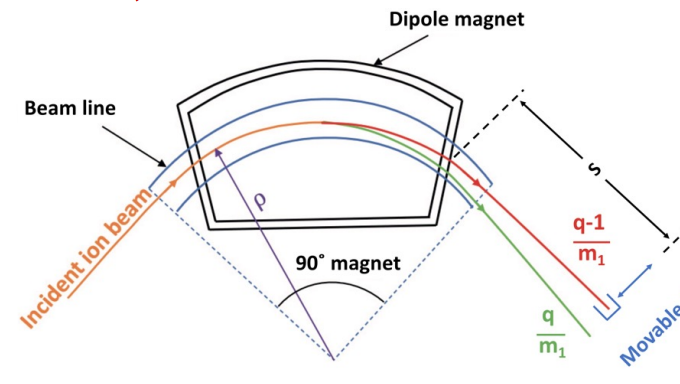 Dipole magnet
Beam line
Incident ion beam
ρ
90˚ magnet
s
q-1
m₁
q
m₁
Movable